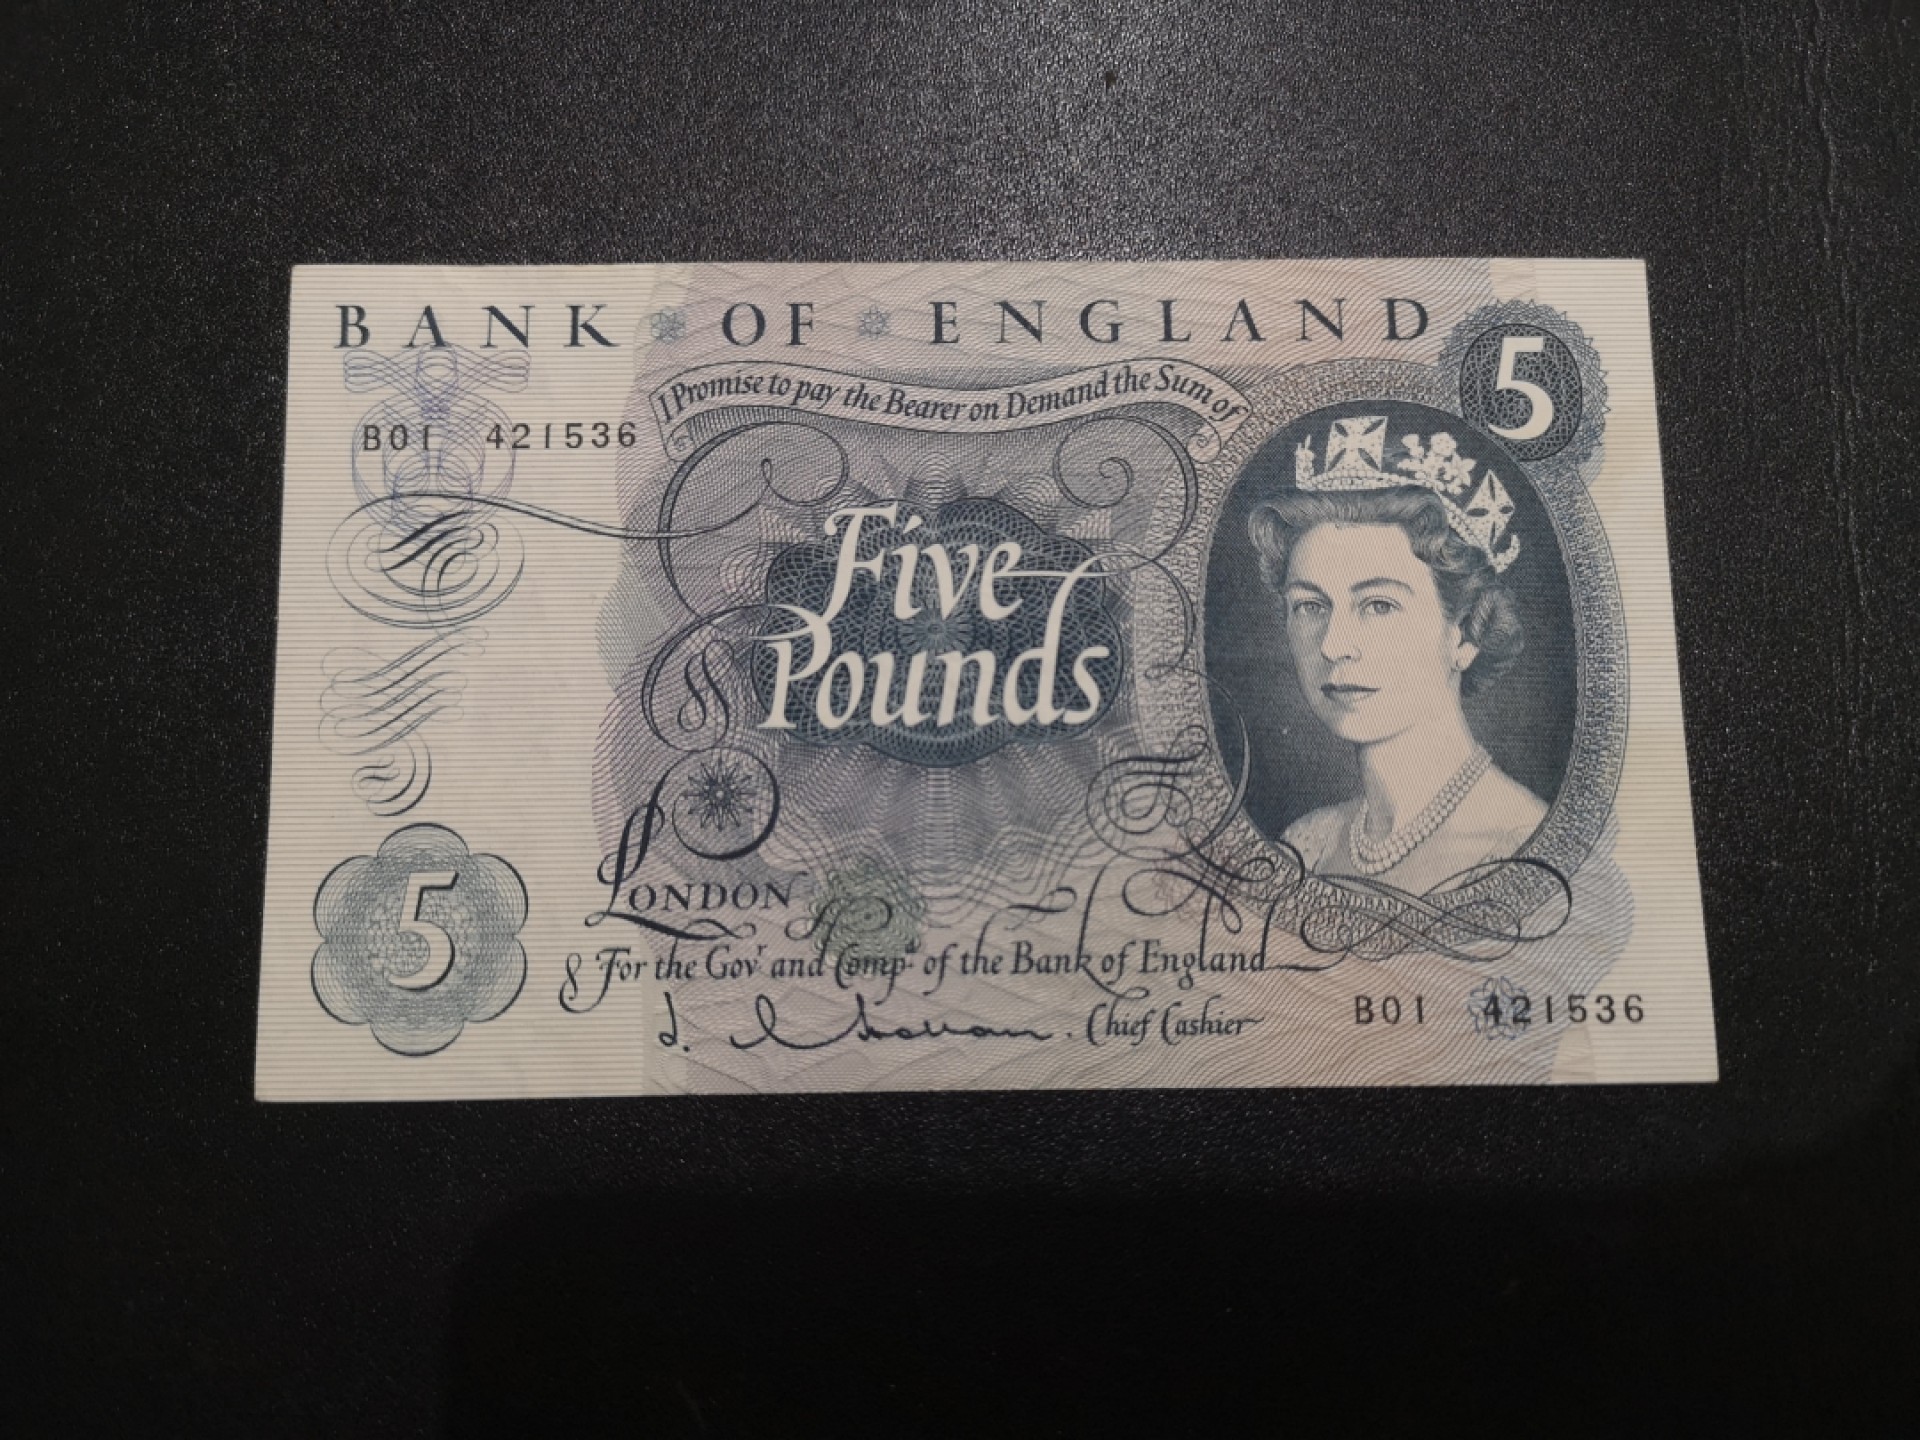 BANK OF ENGLAND
5
I Promise to pay the Bearer on Demand the Sum of
B01 421536
Five
Pounds
LONDON
5
For the Govr and Compa of the Bank of England
Chief Cashier
B01 421536